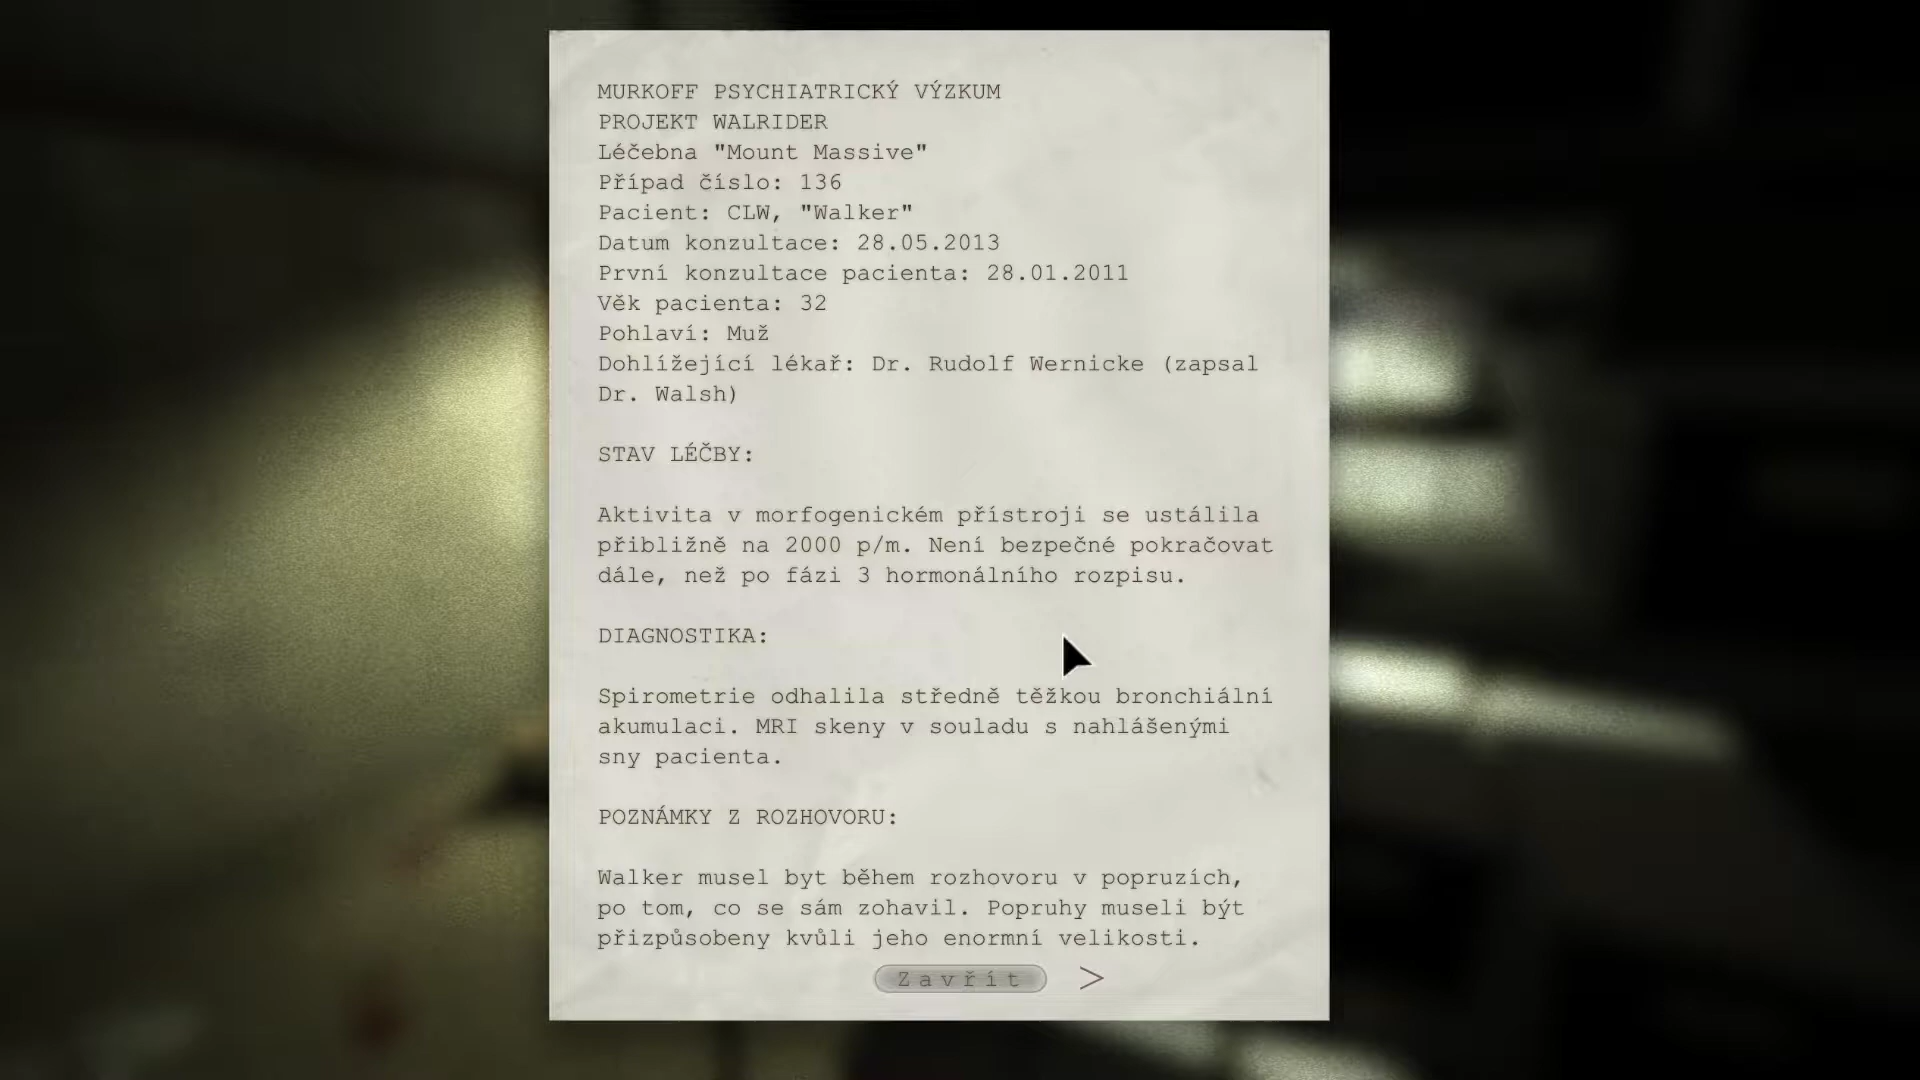 MURKOFF PSYCHIATRICKÝ VÝZKUM
PROJEKT WALRIDER
Léčebna "Mount Massive"
Případ číslo: 136
Pacient: CLW, "Walker"
Datum konzultace: 28.05.2013
První konzultace pacienta: 28.01.2011
Věk pacienta: 32
Pohlaví: Muž
Dohlížející lékař: Dr. Rudolf Wernicke (zapsal
Dr. Walsh)
STAV LÉČBY:
Aktivita v morfogenickém přístroji se ustálila
přibližně na 2000 p/m. Není bezpečné pokračovat
dále, než po fázi 3 hormonálního rozpisu.
DIAGNOSTIKA:
Spirometrie odhalila středně těžkou bronchiální
akumulaci. MRI skeny v souladu s nahlášenými
sny pacienta.
POZNÁMKY Z ROZHOVORU:
Walker musel byt během rozhovoru v popruzích,
po tom, co se sám zohavil. Popruhy museli být
přizpůsobeny kvůli jeho enormní velikosti.
Zavřít >